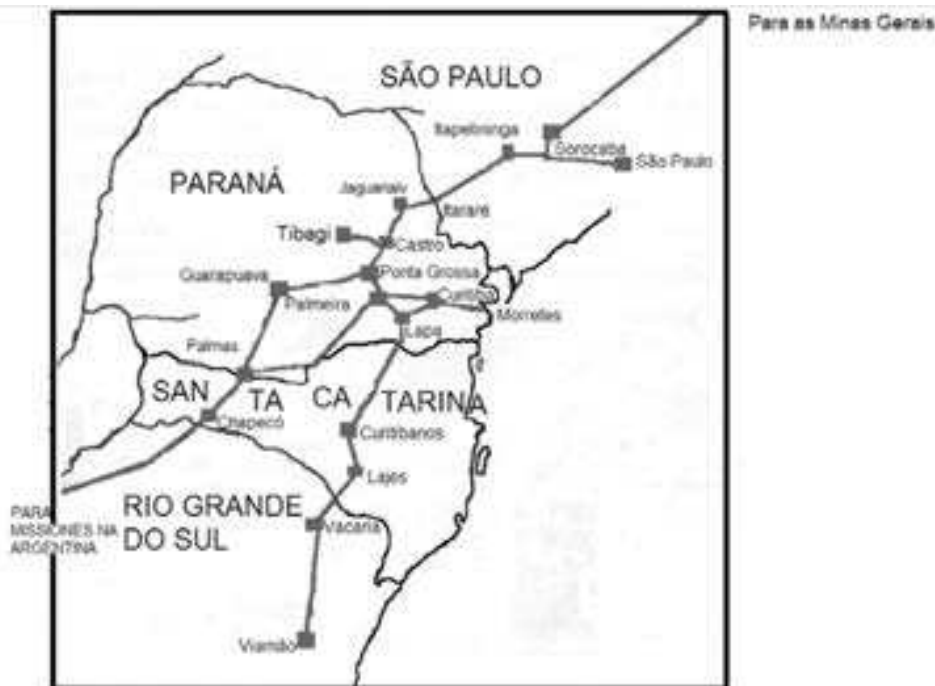 Para as Minas Gerais
SÃO PAULO
Sorocaba
São Paulo
PARANÁ
Itararé
Tibagi
Castro
Ponta Grossa
Guarapuava
Curitiba
Palmeira
Morretes
Lapa
Palmas
SAN TA CA TARINA
Chapecó
Curitibanos
Lajes
RIO GRANDE
DO SUL
Vacaria
PARA
MISSIONES NA
ARGENTINA
Viamão